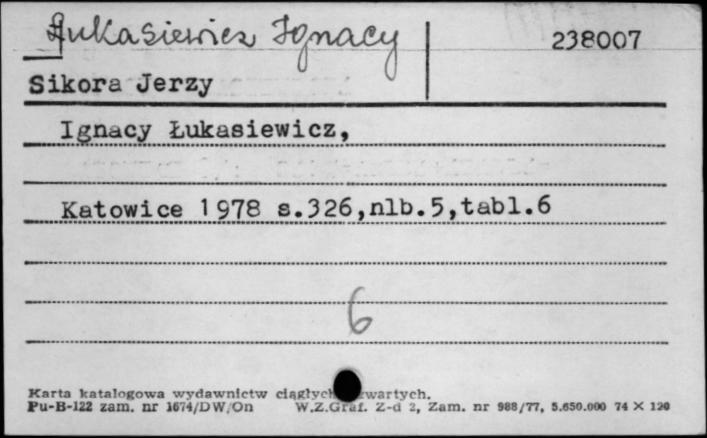 Łukasiewicz Ignacy
238007
Sikora Jerzy
Ignacy Łukasiewicz,
Katowice 1978 s.326,nlb.5,tabl.6
6
Karta katalogowa wydawnictw ciągłych zwartych.
Pu-B-122 zam. nr 1674/DW/On W.Z.Graf. Z-d 2, Zam. nr 988/77, 5.650.000 74 × 120